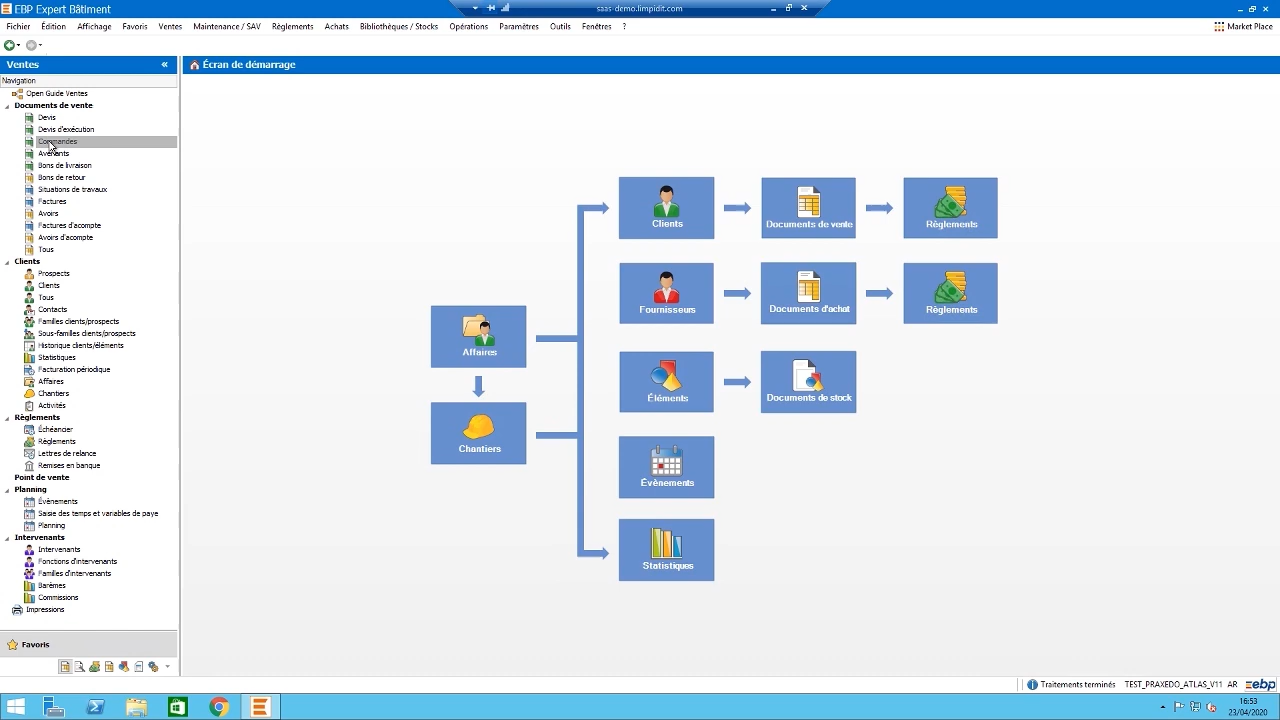 EBP Expert Bâtiment
saas-demo.limpidit.com
Fichier Édition Affichage Favoris Ventes Maintenance / SAV Règlements Achats Bibliothèques / Stocks Opérations Paramètres Outils Fenêtres ?
Market Place
Ventes
Écran de démarrage
Navigation
Open Guide Ventes
Documents de vente
Devis
Devis d'exécution
Commandes
Avenants
Bons de livraison
Bons de retour
Situations de travaux
Factures
Avoirs
Factures d'acompte
Avoirs d'acompte
Tous
Clients
Prospects
Clients
Tous
Contacts
Familles clients/prospects
Sous-familles clients/prospects
Historique clients/éléments
Statistiques
Facturation périodique
Affaires
Chantiers
Activités
Règlements
Échéancier
Règlements
Lettres de relance
Remises en banque
Point de vente
Planning
Évènements
Saisie des temps et variables de paye
Planning
Intervenants
Intervenants
Fonctions d'intervenants
Familles d'intervenants
Barèmes
Commissions
Impressions
Favoris
Clients
Documents de vente
Règlements
Fournisseurs
Documents d'achat
Règlements
Affaires
Éléments
Documents de stock
Chantiers
Évènements
Statistiques
Traitements terminés TEST_PRAXEDO_ATLAS_V11 AR ebp
16:53
23/04/2020